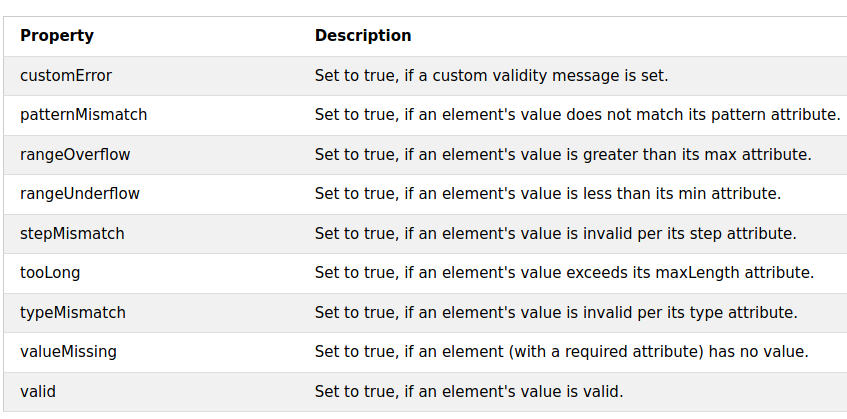 Property Description
customError Set to true, if a custom validity message is set.
patternMismatch Set to true, if an element's value does not match its pattern attribute.
rangeOverflow Set to true, if an element's value is greater than its max attribute.
rangeUnderflow Set to true, if an element's value is less than its min attribute.
stepMismatch Set to true, if an element's value is invalid per its step attribute.
tooLong Set to true, if an element's value exceeds its maxLength attribute.
typeMismatch Set to true, if an element's value is invalid per its type attribute.
valueMissing Set to true, if an element (with a required attribute) has no value.
valid Set to true, if an element's value is valid.